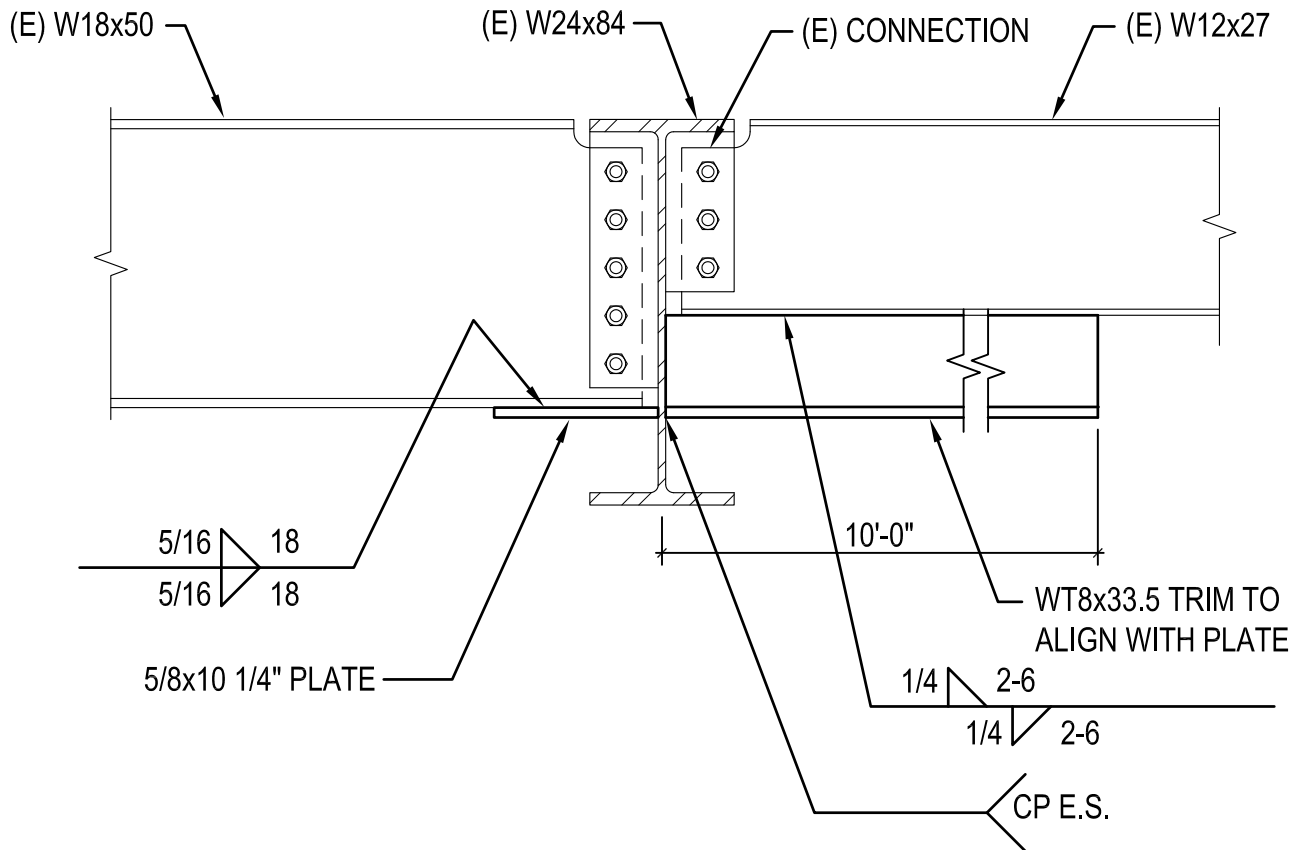 (E) W18x50
(E) W24x84
(E) CONNECTION
(E) W12x27
10'-0"
5/16 18
5/16 18
WT8x33.5 TRIM TO
ALIGN WITH PLATE
5/8x10 1/4" PLATE
1/4 2-6
1/4 2-6
CP E.S.